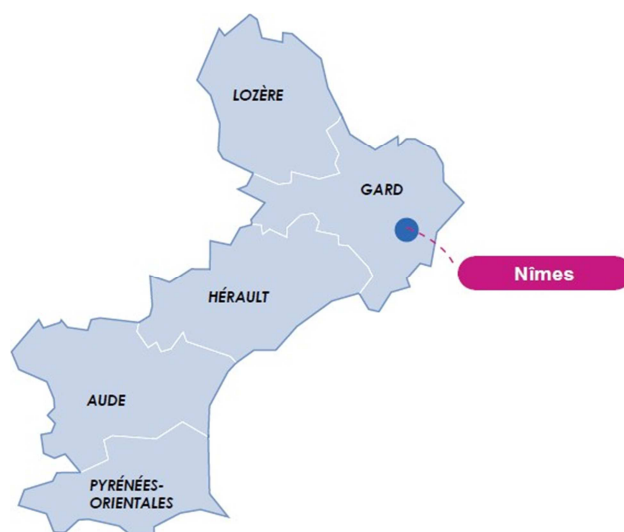 LOZÈRE
GARD
Nîmes
HÉRAULT
AUDE
PYRÉNÉES-
ORIENTALES